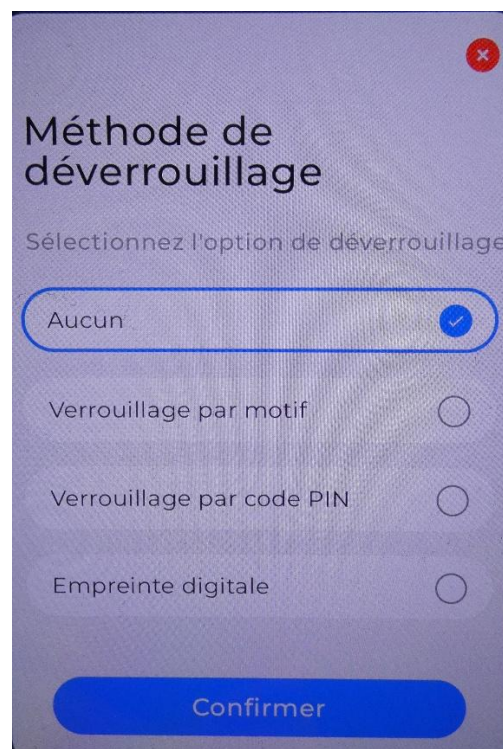 Méthode de
déverrouillage
Sélectionnez l'option de déverrouillage
Aucun
Verrouillage par motif
Verrouillage par code PIN
Empreinte digitale
Confirmer